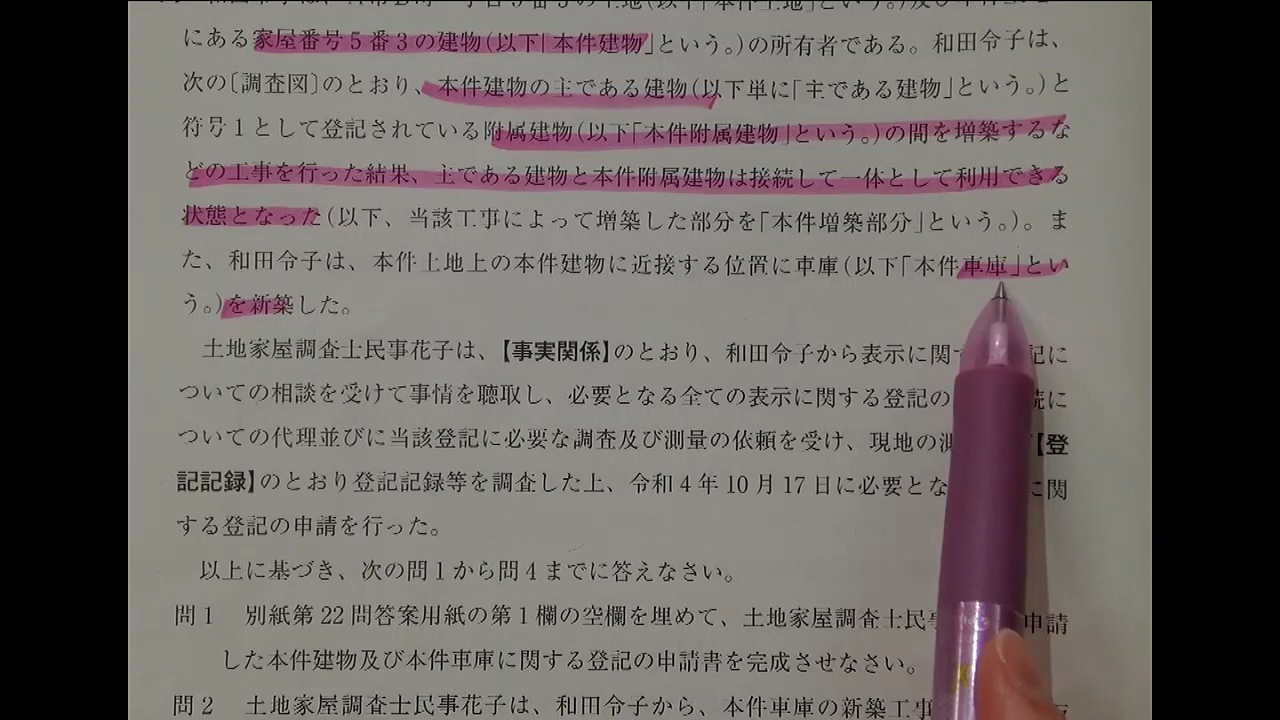 にある家屋番号5番3の建物(以下「本件建物」という。)の所有者である。和田令子は、
次の〔調査図〕のとおり、本件建物の主である建物(以下単に「主である建物」という。)と
符号1として登記されている附属建物(以下「本件附属建物」という。)の間を増築するな
どの工事を行った結果、主である建物と本件附属建物は接続して一体として利用できる
状態となった(以下、当該工事によって増築した部分を「本件増築部分」という。)。ま
た、和田令子は、本件土地上の本件建物に近接する位置に車庫(以下「本件車庫」とい
う。)を新築した。
土地家屋調査士民事花子は、【事実関係】のとおり、和田令子から表示に関 記に
ついての相談を受けて事情を聴取し、必要となる全ての表示に関する登記の 続に
ついての代理並びに当該登記に必要な調査及び測量の依頼を受け、現地の測 【登
記記録】のとおり登記記録等を調査した上、令和4年10月17日に必要とな に関
する登記の申請を行った。
以上に基づき、次の問1から問4までに答えなさい。
問1 別紙第22問答案用紙の第1欄の空欄を埋めて、土地家屋調査士民事 申請
した本件建物及び本件車庫に関する登記の申請書を完成させなさい。
問2 土地家屋調査士民事花子は、和田令子から、本件車庫の新築工事